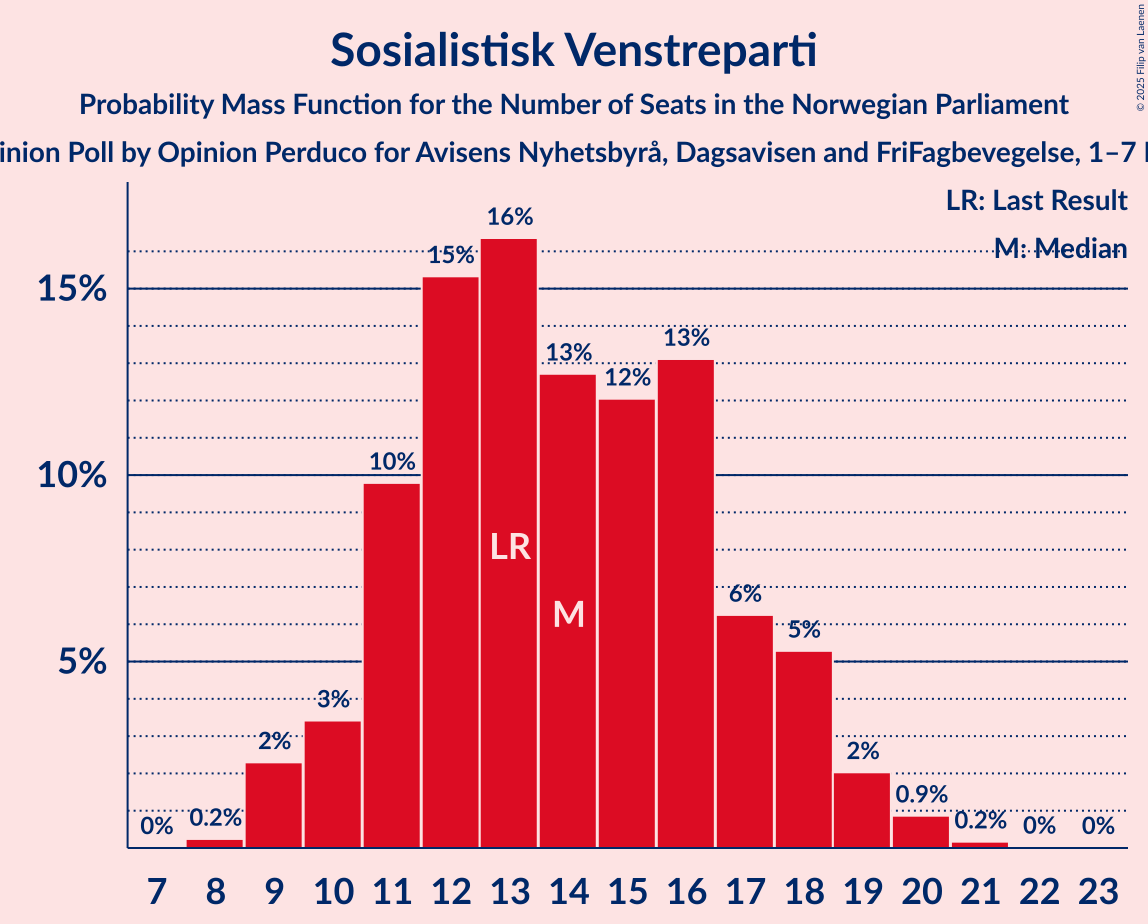 Sosialistisk Venstreparti
Probability Mass Function for the Number of Seats in the Norwegian Parliament
Poll by Opinion Perduco for Avisens Nyhetsbyrå, Dagsavisen and FriFagbevegelse, 1–7
© 2025 Filip van Laenen
LR: Last Result
M: Median
15%
10%
5%
0% 0.2% 2% 3% 10% 15% 16% 13% 12% 13% 6% 5% 2% 0.9% 0.2% 0% 0%
LR
M
7 8 9 10 11 12 13 14 15 16 17 18 19 20 21 22 23